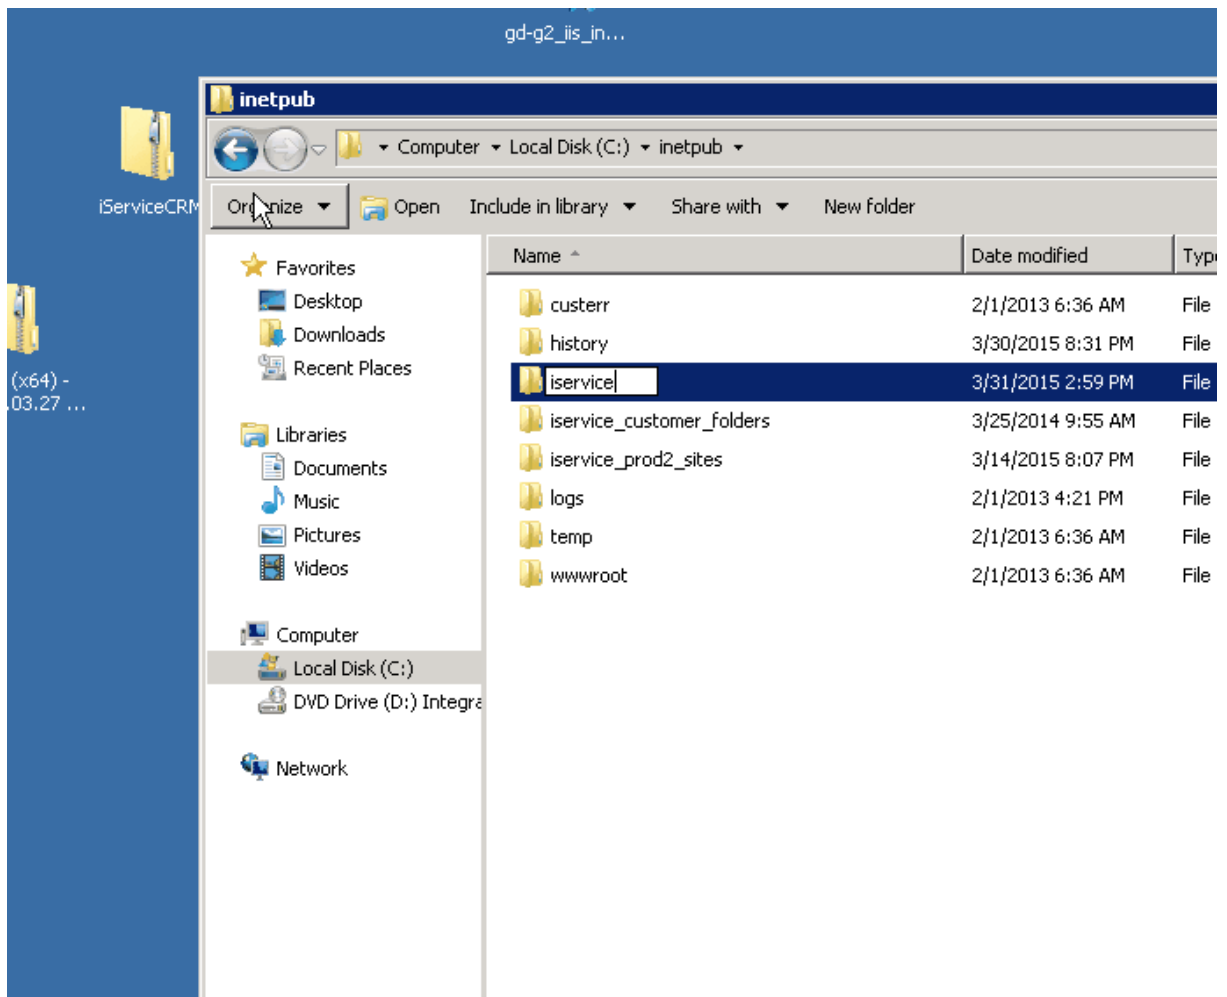 gd-g2_iis_in...
inetpub
Computer Local Disk (C:) inetpub
iServiceCRM
Organize Open Include in library Share with New folder
Name Date modified Type
Favorites
Desktop
Downloads
Recent Places
Libraries
Documents
Music
Pictures
Videos
Computer
Local Disk (C:)
DVD Drive (D:) Integra
Network
custerr 2/1/2013 6:36 AM File
history 3/30/2015 8:31 PM File
iservice 3/31/2015 2:59 PM File
iservice_customer_folders 3/25/2014 9:55 AM File
iservice_prod2_sites 3/14/2015 8:07 PM File
logs 2/1/2013 4:21 PM File
temp 2/1/2013 6:36 AM File
wwwroot 2/1/2013 6:36 AM File
(x64) -
.03.27 ...